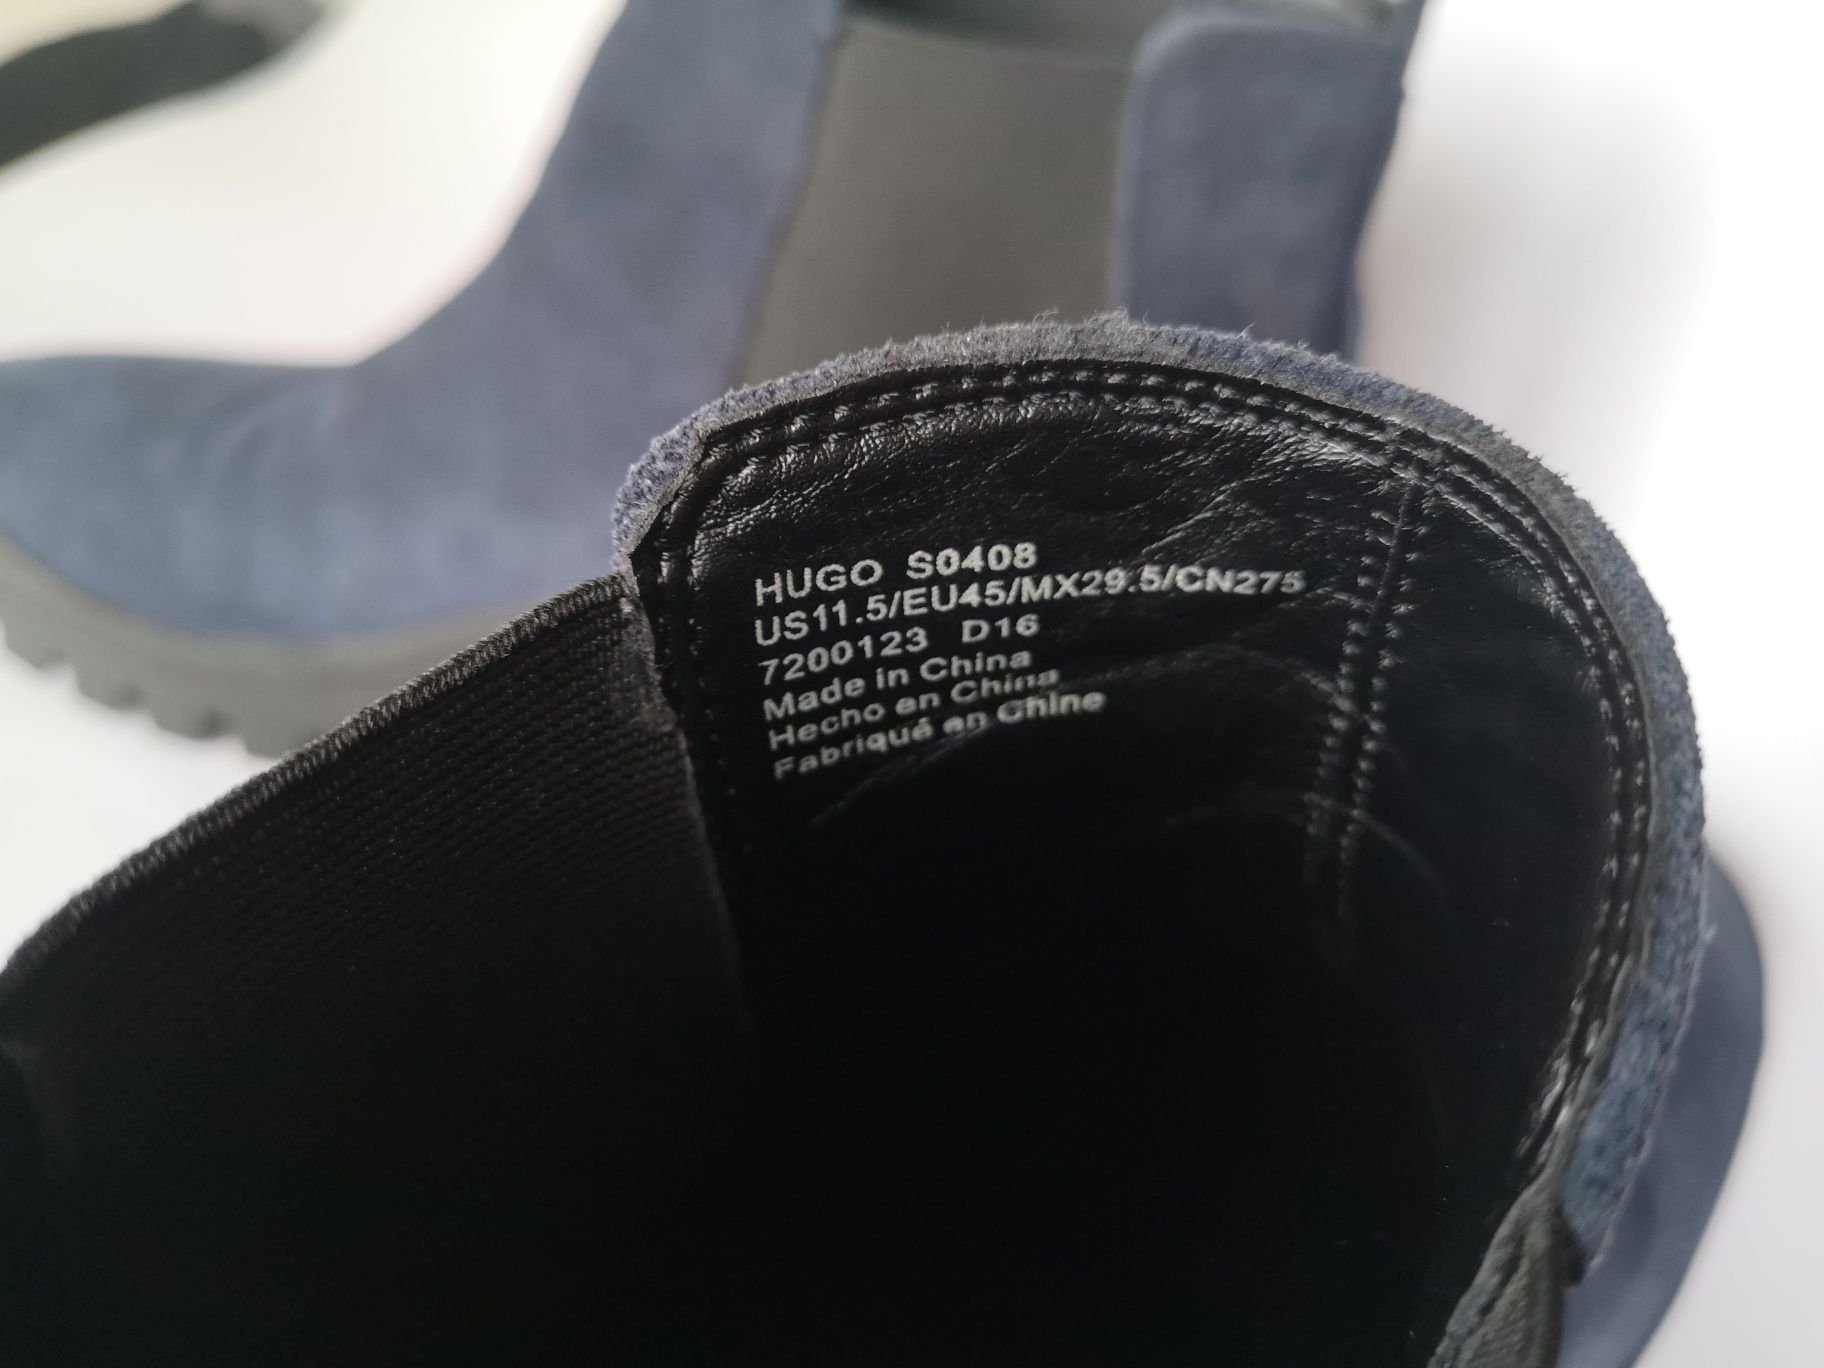 HUGO S0408
US11.5/EU45/MX29.5/CN275
7200123 D16
Made in China
Hecho en China
Fabriqué en Chine